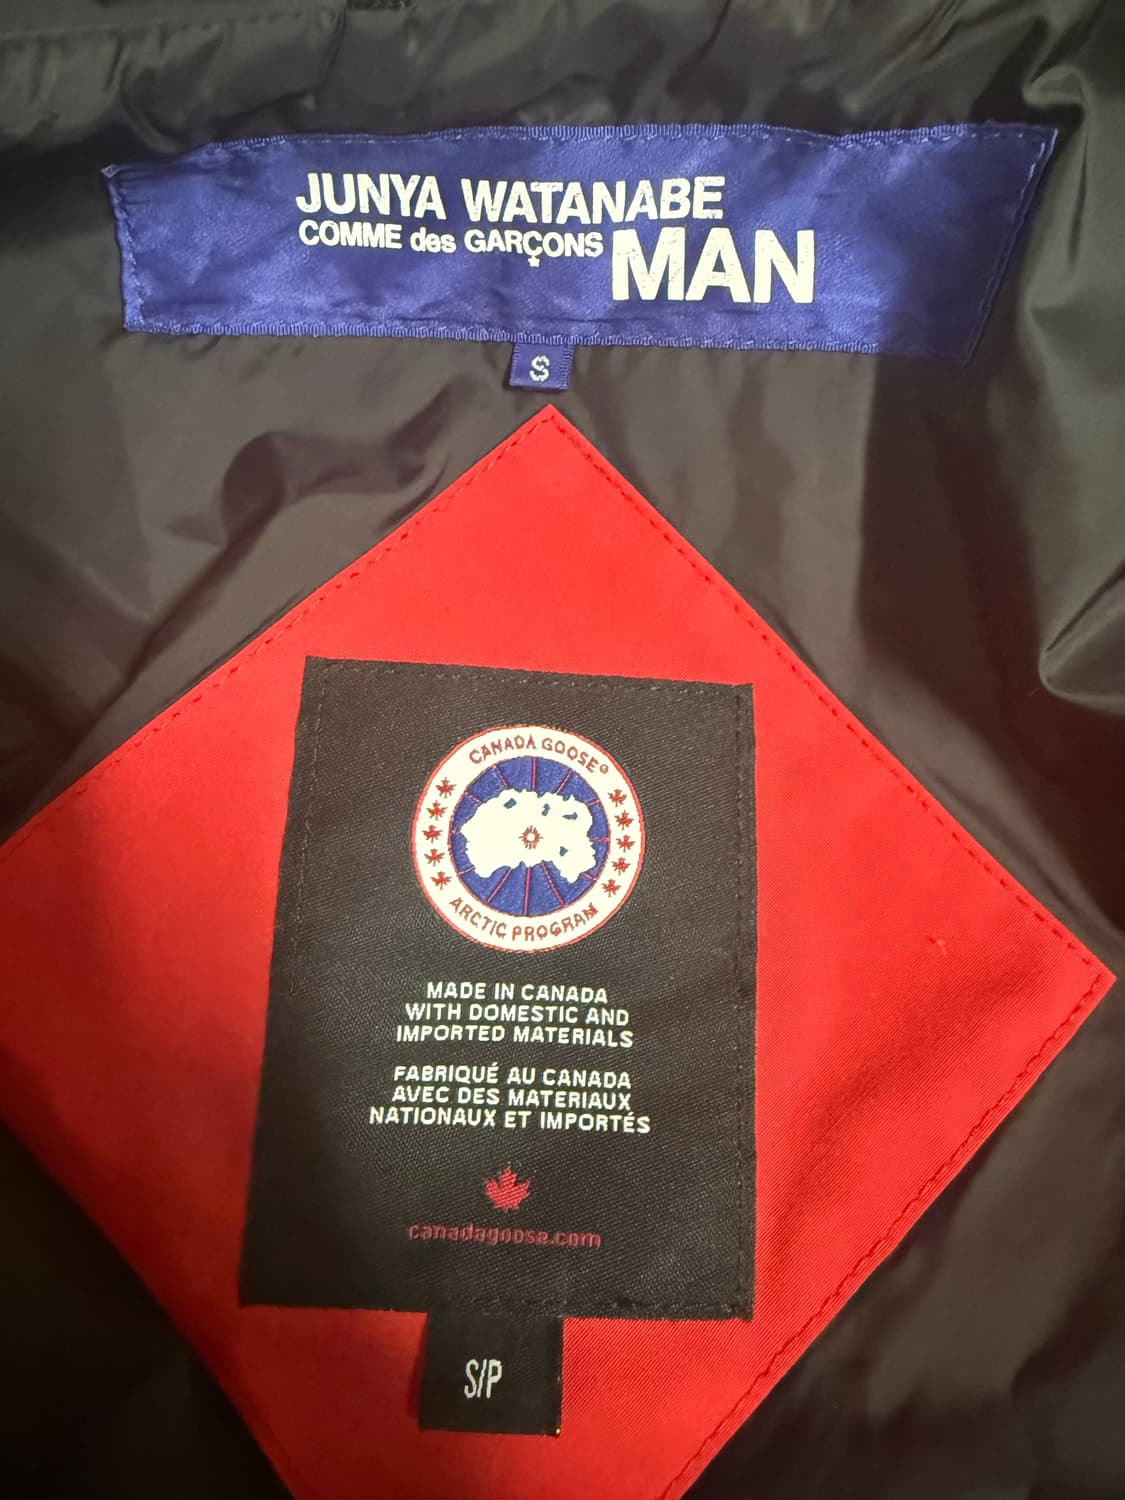 JUNYA WATANABE
COMME des GARÇONS MAN
S
CANADA GOOSE®
ARCTIC PROGRAM
MADE IN CANADA
WITH DOMESTIC AND
IMPORTED MATERIALS
FABRIQUÉ AU CANADA
AVEC DES MATERIAUX
NATIONAUX ET IMPORTÉS
canadagoose.com
S/P